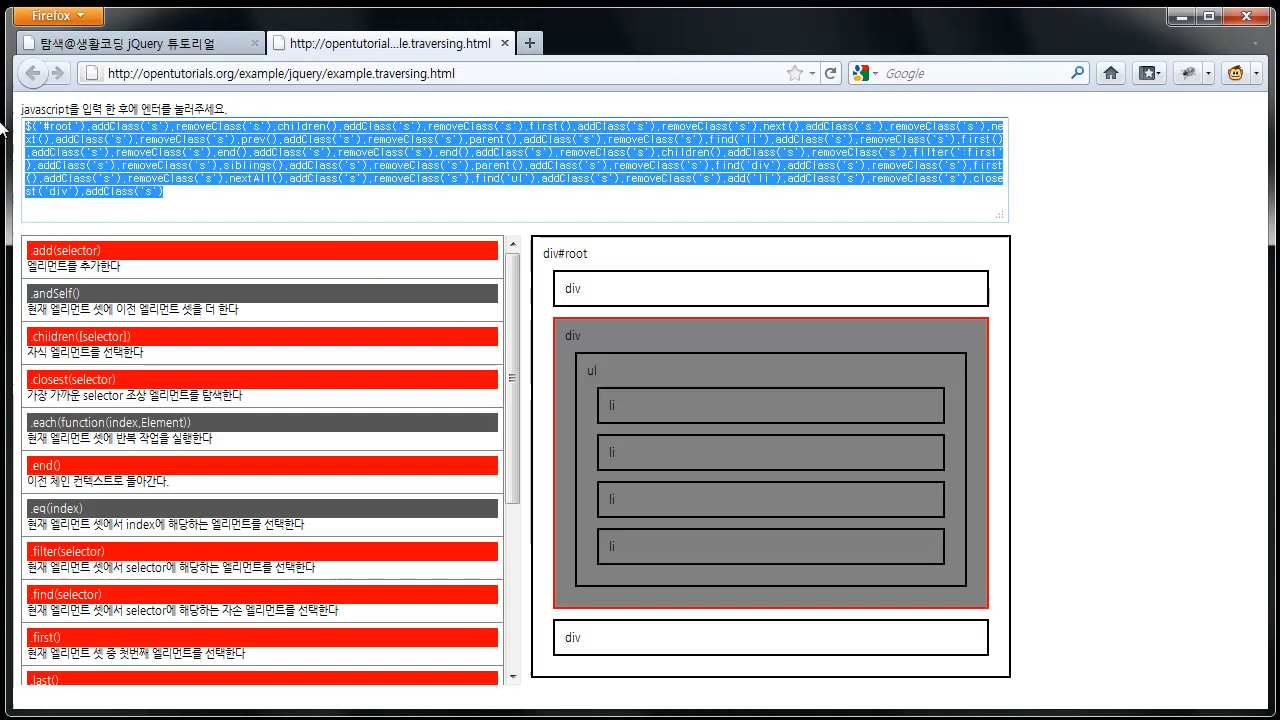 Firefox
탐색@생활코딩 jQuery 튜토리얼
http://opentutorial...le.traversing.html
http://opentutorials.org/example/jquery/example.traversing.html
Google
javascript을 입력 한 후에 엔터를 눌러주세요.
$('#root').addClass('s').removeClass('s').children().addClass('s').removeClass('s').first().addClass('s').removeClass('s').next().addClass('s').removeClass('s').ne
xt().addClass('s').removeClass('s').prev().addClass('s').removeClass('s').parent().addClass('s').removeClass('s').find('li').addClass('s').removeClass('s').first()
.addClass('s').removeClass('s').end().addClass('s').removeClass('s').end().addClass('s').removeClass('s').children().addClass('s').removeClass('s').filter(':first'
).addClass('s').removeClass('s').siblings().addClass('s').removeClass('s').parent().addClass('s').removeClass('s').find('div').addClass('s').removeClass('s').first
().addClass('s').removeClass('s').nextAll().addClass('s').removeClass('s').find('ul').addClass('s').removeClass('s').add('li').addClass('s').removeClass('s').close
st('div').addClass('s')
.add(selector)
엘리먼트를 추가한다
.andSelf()
현재 엘리먼트 셋에 이전 엘리먼트 셋을 더 한다
.children([selector])
자식 엘리먼트를 선택한다
.closest(selector)
가장 가까운 selector 조상 엘리먼트를 탐색한다
.each(function(index,Element))
현재 엘리먼트 셋에 반복 작업을 실행한다
.end()
이전 체인 컨텍스트로 돌아간다.
.eq(index)
현재 엘리먼트 셋에서 index에 해당하는 엘리먼트를 선택한다
.filter(selector)
현재 엘리먼트 셋에서 selector에 해당하는 엘리먼트를 선택한다
.find(selector)
현재 엘리먼트 셋에서 selector에 해당하는 자손 엘리먼트를 선택한다
.first()
현재 엘리먼트 셋 중 첫번째 엘리먼트를 선택한다
.last()
div#root
div
div
ul
li
li
li
li
div